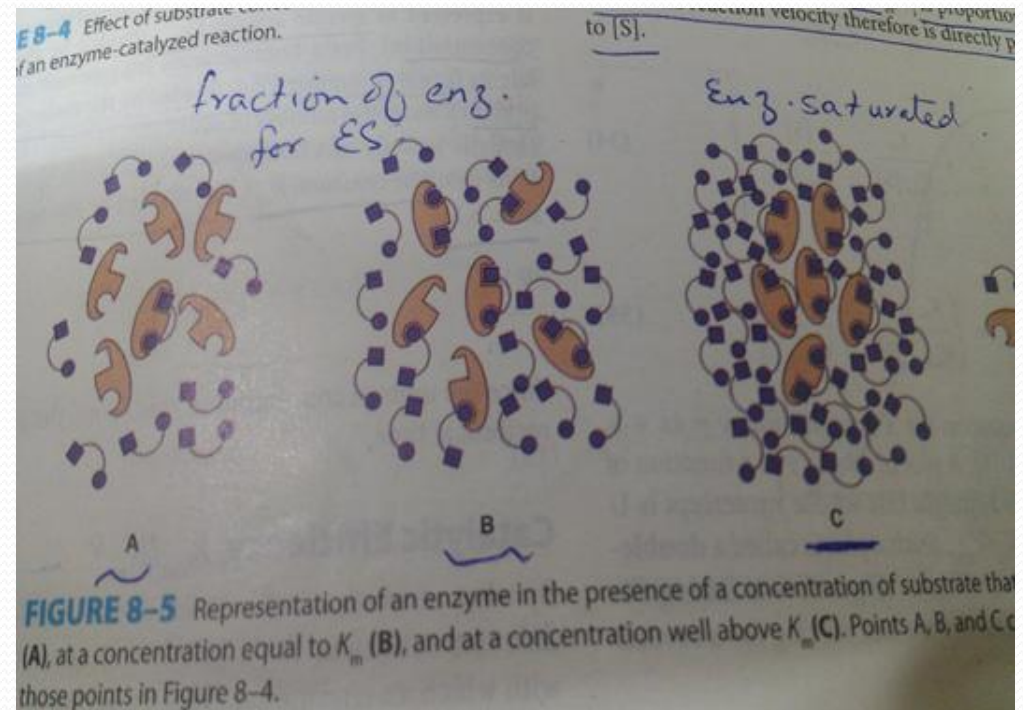 E 8–4 Effect of substrate
of an enzyme-catalyzed reaction.
velocity therefore is directly
to [S].
fraction of enz.
for ES
Enz. saturated.
A
B
C
FIGURE 8–5 Representation of an enzyme in the presence of a concentration of substrate that
(A), at a concentration equal to Km (B), and at a concentration well above Km (C). Points A, B, and C
those points in Figure 8–4.